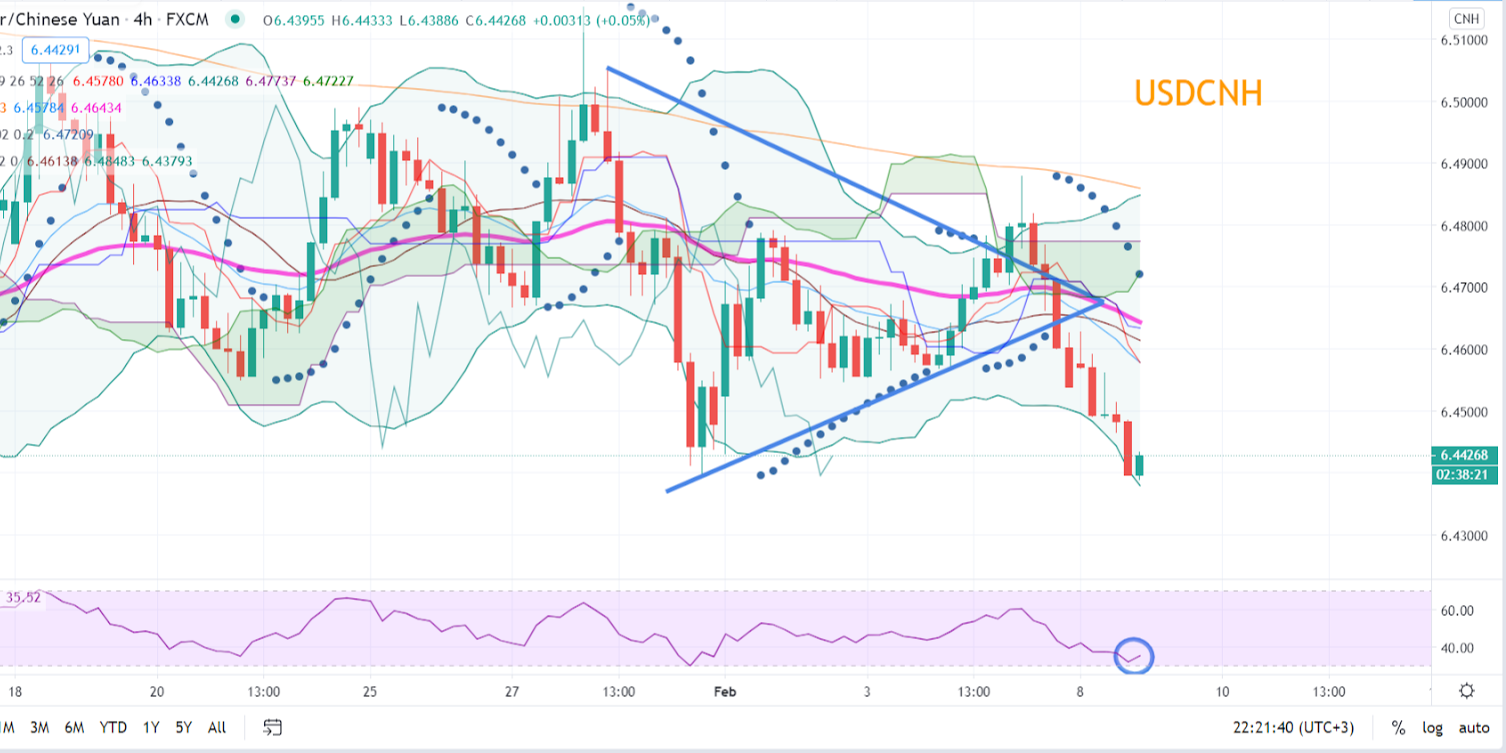 r/Chinese Yuan · 4h · FXCM O6.43955 H6.44333 L6.43886 C6.44268 +0.00313 (+0.05%)
2.3 6.44291
9 26 52 26 6.45780 6.46338 6.44268 6.47737 6.47227
3 6.45784 6.46434
02 0.2 6.47209
2 0 6.46138 6.48483 6.43793
USDCNH
CNH
6.51000
6.50000
6.49000
6.48000
6.47000
6.46000
6.45000
6.44268
02:38:21
6.43000
35.52
60.00
40.00
18 20 13:00 25 27 13:00 Feb 3 13:00 8 10 13:00
1M 3M 6M YTD 1Y 5Y All 22:21:40 (UTC+3) % log auto